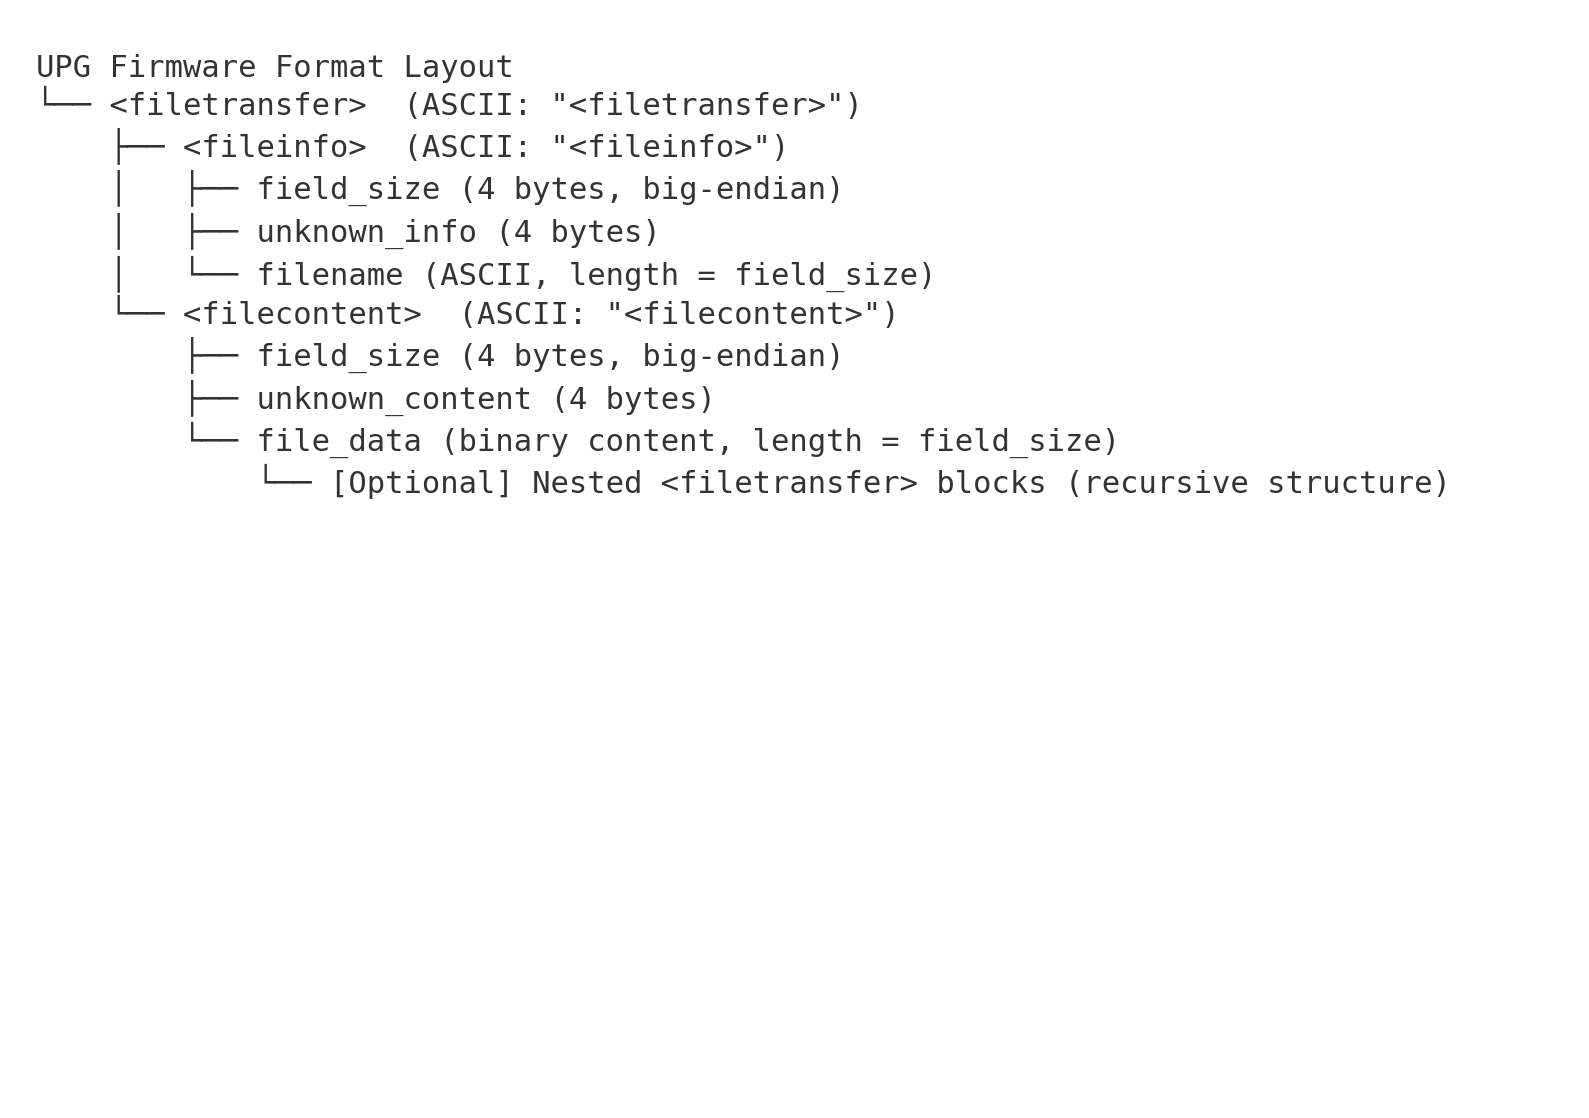 UPG Firmware Format Layout
└── <filetransfer>  (ASCII: "<filetransfer>")
    ├── <fileinfo>  (ASCII: "<fileinfo>")
    │   ├── field_size (4 bytes, big-endian)
    │   ├── unknown_info (4 bytes)
    │   └── filename (ASCII, length = field_size)
    └── <filecontent>  (ASCII: "<filecontent>")
        ├── field_size (4 bytes, big-endian)
        ├── unknown_content (4 bytes)
        └── file_data (binary content, length = field_size)
            └── [Optional] Nested <filetransfer> blocks (recursive structure)